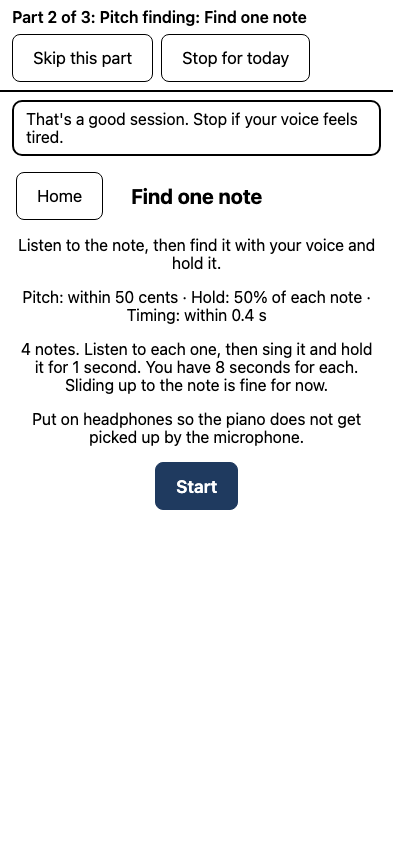 Part 2 of 3: Pitch finding: Find one note
Skip this part
Stop for today
That's a good session. Stop if your voice feels
tired.
Home
Find one note
Listen to the note, then find it with your voice and
hold it.
Pitch: within 50 cents · Hold: 50% of each note ·
Timing: within 0.4 s
4 notes. Listen to each one, then sing it and hold
it for 1 second. You have 8 seconds for each.
Sliding up to the note is fine for now.
Put on headphones so the piano does not get
picked up by the microphone.
Start